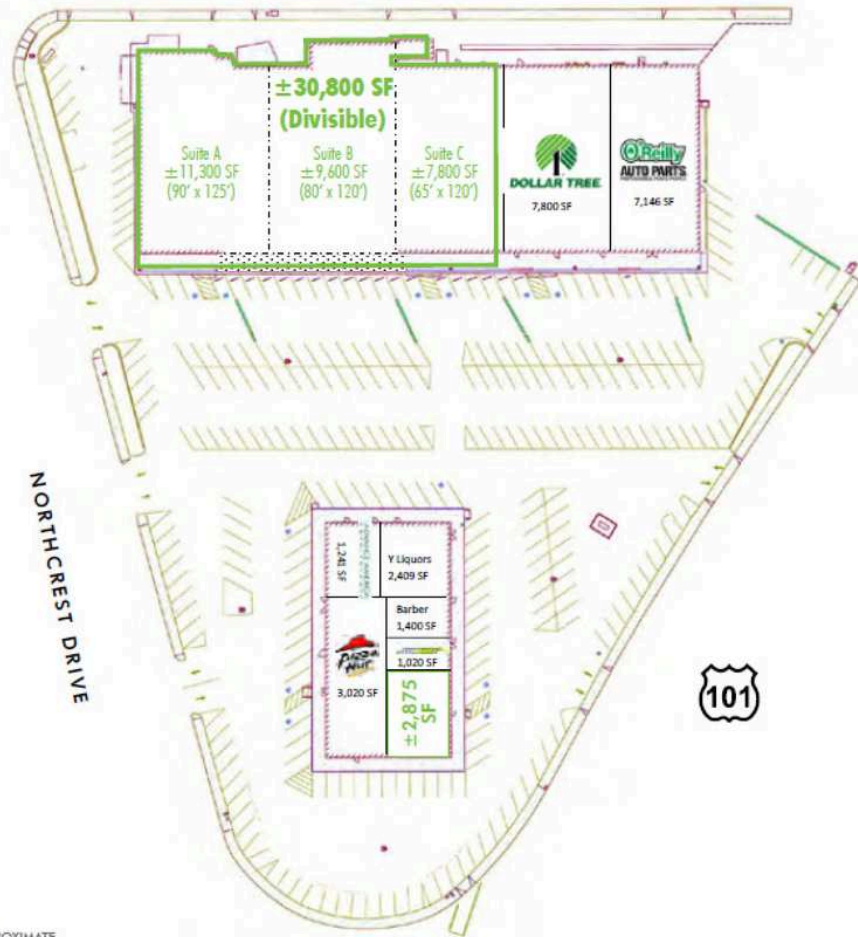 ±30,800 SF
(Divisible)
Suite A
±11,300 SF
(90' x 125')
Suite B
±9,600 SF
(80' x 120')
Suite C
±7,800 SF
(65' x 120')
DOLLAR TREE
7,800 SF
O'Reilly
AUTO PARTS
7,146 SF
NORTHCREST DRIVE
1,241 SF
Y Liquors
2,409 SF
Barber
1,400 SF
1,020 SF
Pizza
Hut
3,020 SF
±2,875
SF
101